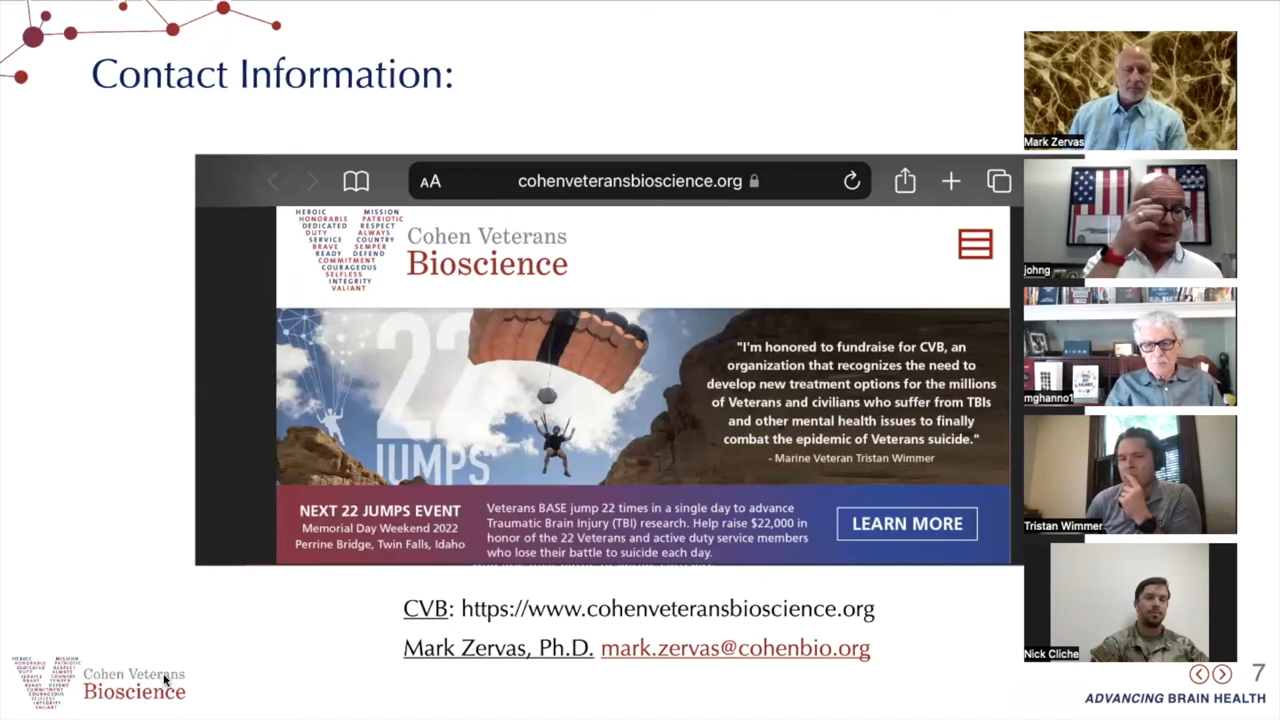 Contact Information:
AA
cohenveteransbioscience.org
HEROIC MISSION
HONORABLE PATRIOTIC
DEDICATED RESPECT
DUTY ALWAYS
SERVICE COUNTRY
BRAVE SEMPER
READY DEFEND
COMMITMENT
COURAGEOUS
SELFLESS
INTEGRITY
VALIANT
Cohen Veterans
Bioscience
22
JUMPS
"I'm honored to fundraise for CVB, an
organization that recognizes the need to
develop new treatment options for the millions
of Veterans and civilians who suffer from TBIs
and other mental health issues to finally
combat the epidemic of Veterans suicide."
- Marine Veteran Tristan Wimmer
NEXT 22 JUMPS EVENT
Memorial Day Weekend 2022
Perrine Bridge, Twin Falls, Idaho
Veterans BASE jump 22 times in a single day to advance
Traumatic Brain Injury (TBI) research. Help raise $22,000 in
honor of the 22 Veterans and active duty service members
who lose their battle to suicide each day.
LEARN MORE
CVB: https://www.cohenveteransbioscience.org
Mark Zervas, Ph.D. mark.zervas@cohenbio.org
Mark Zervas
johng
mghanno1
Tristan Wimmer
Nick Cliche
Cohen Veterans
Bioscience
7
ADVANCING BRAIN HEALTH